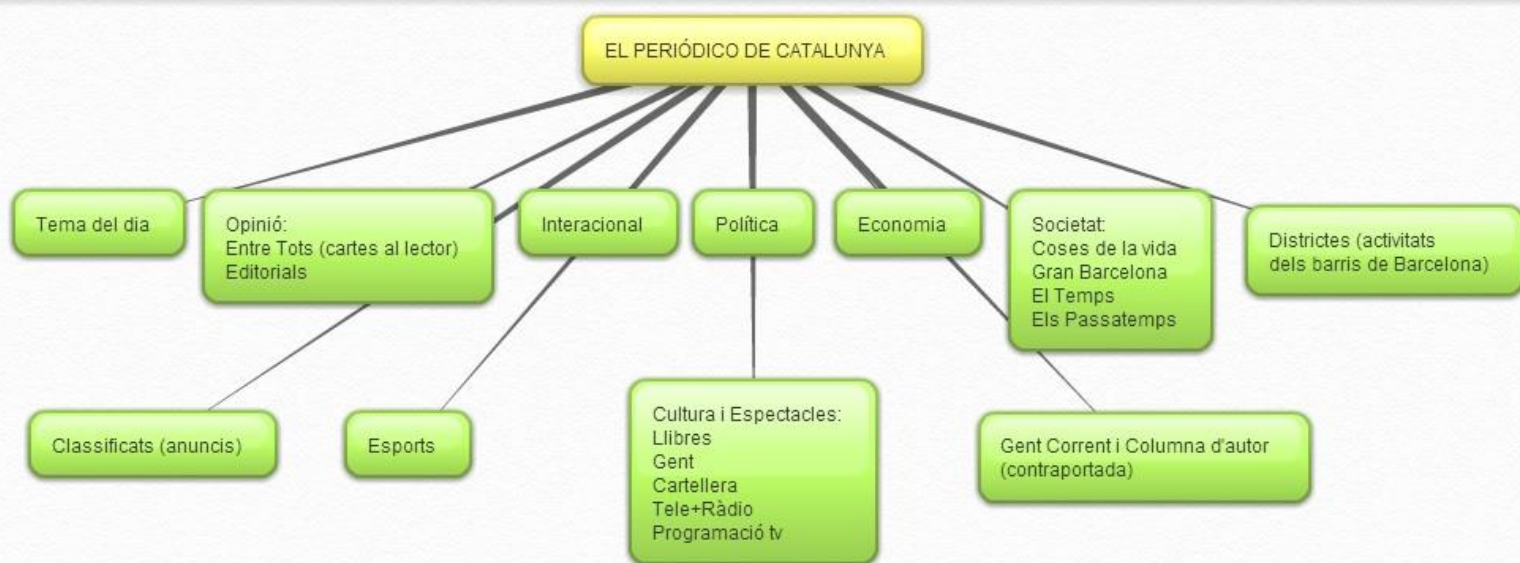 EL PERIÓDICO DE CATALUNYA
Tema del dia
Opinió:
Entre Tots (cartes al lector)
Editorials
Interacional
Política
Economia
Societat:
Coses de la vida
Gran Barcelona
El Temps
Els Passatemps
Districtes (activitats
dels barris de Barcelona)
Classificats (anuncis)
Esports
Cultura i Espectacles:
Llibres
Gent
Cartellera
Tele+Ràdio
Programació tv
Gent Corrent i Columna d'autor
(contraportada)